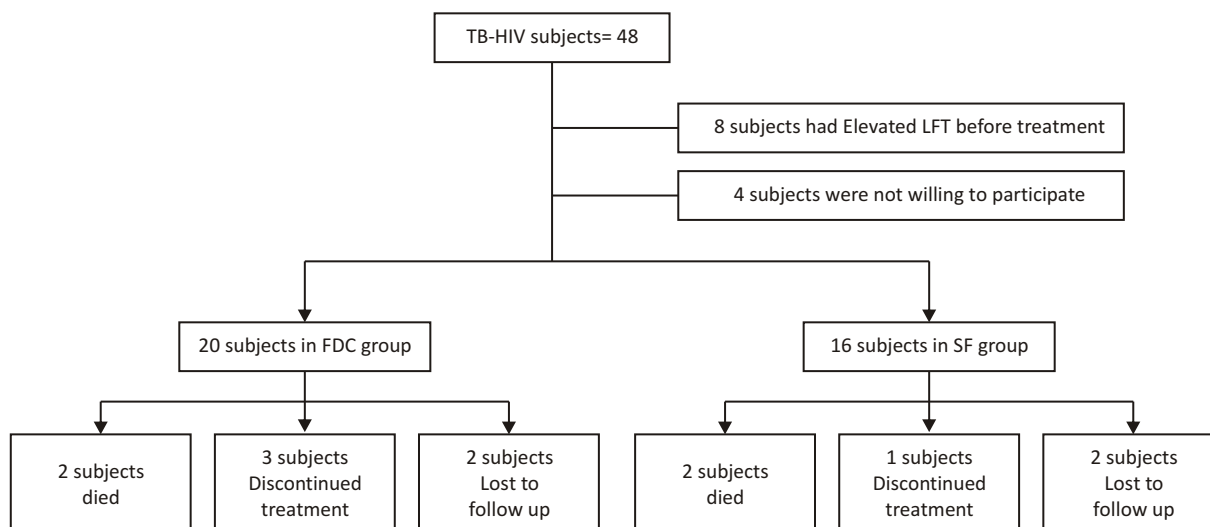 TB-HIV subjects= 48
8 subjects had Elevated LFT before treatment
4 subjects were not willing to participate
20 subjects in FDC group
16 subjects in SF group
2 subjects
died
3 subjects
Discontinued
treatment
2 subjects
Lost to
follow up
2 subjects
died
1 subjects
Discontinued
treatment
2 subjects
Lost to
follow up